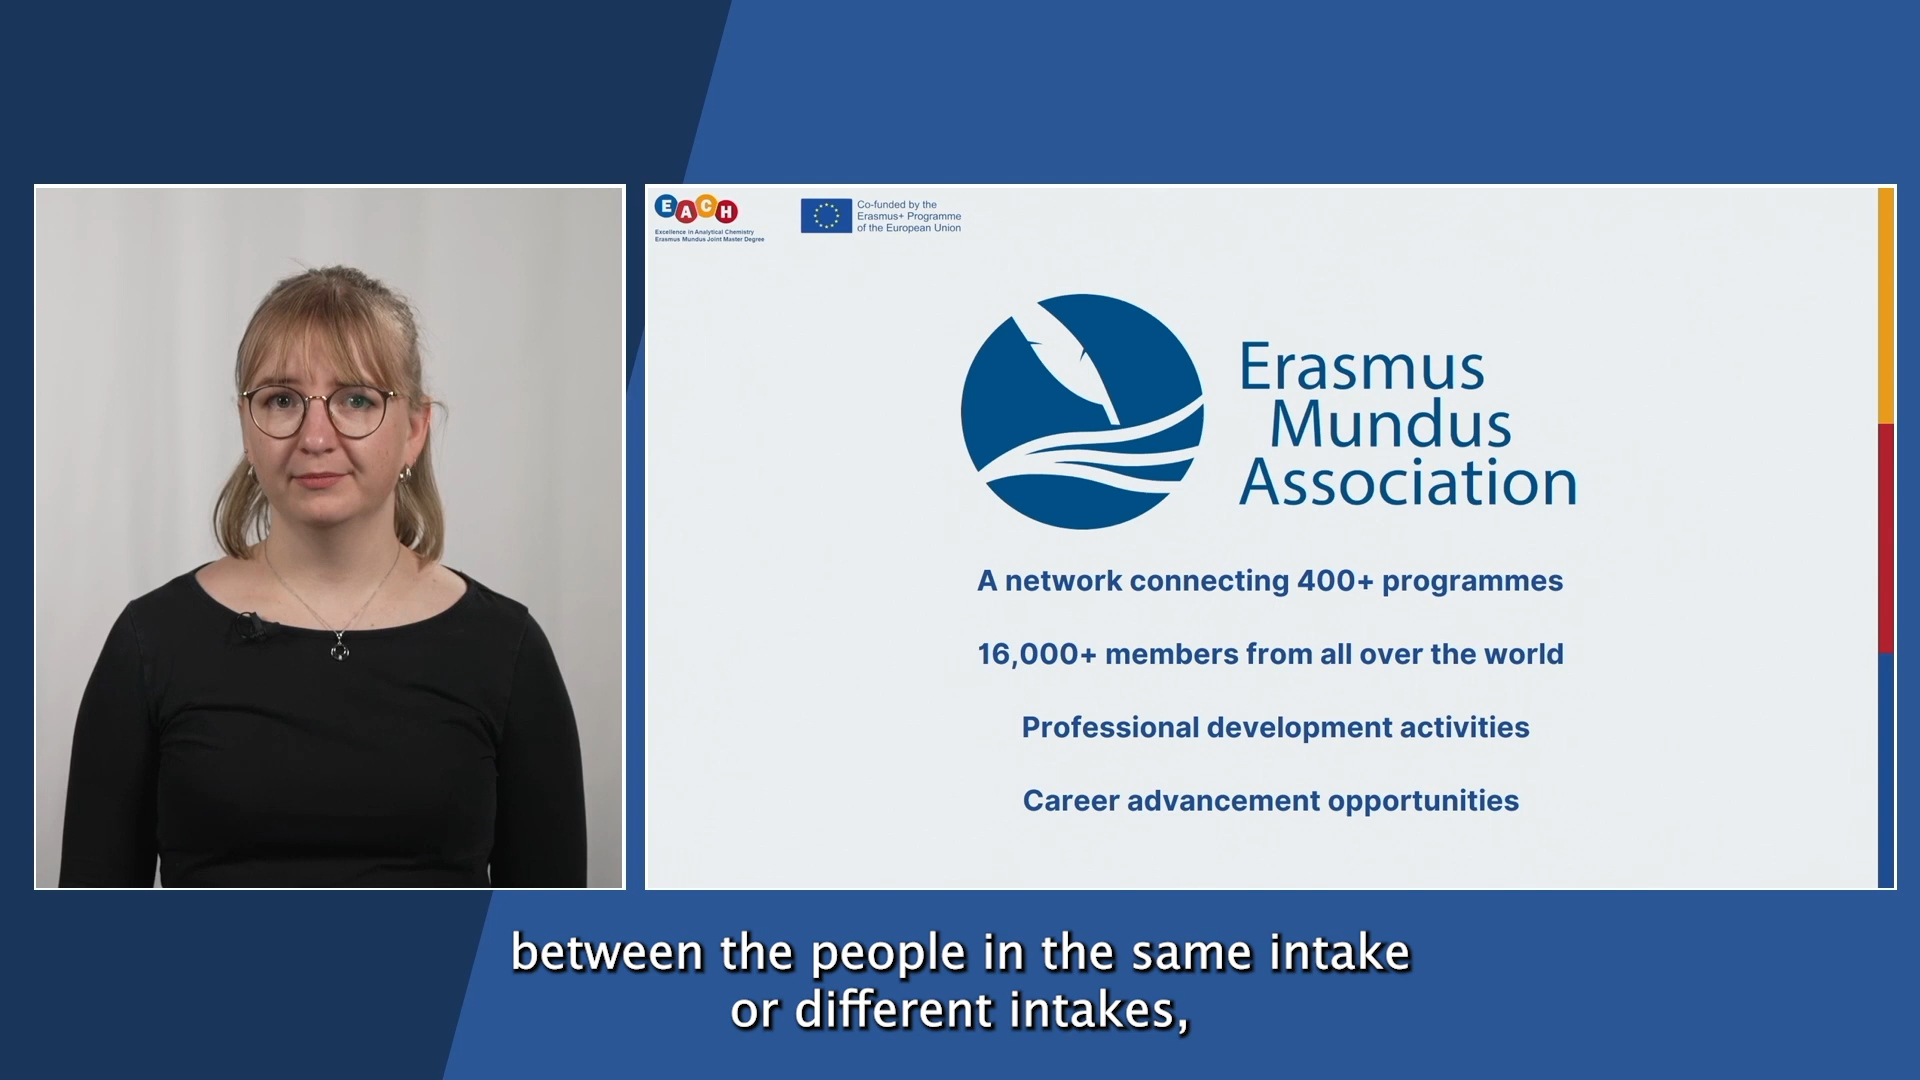 EACH
Excellence in Analytical Chemistry
Erasmus Mundus Joint Master Degree
Co-funded by the
Erasmus+ Programme
of the European Union
Erasmus
Mundus
Association
A network connecting 400+ programmes
16,000+ members from all over the world
Professional development activities
Career advancement opportunities
between the people in the same intake
or different intakes,